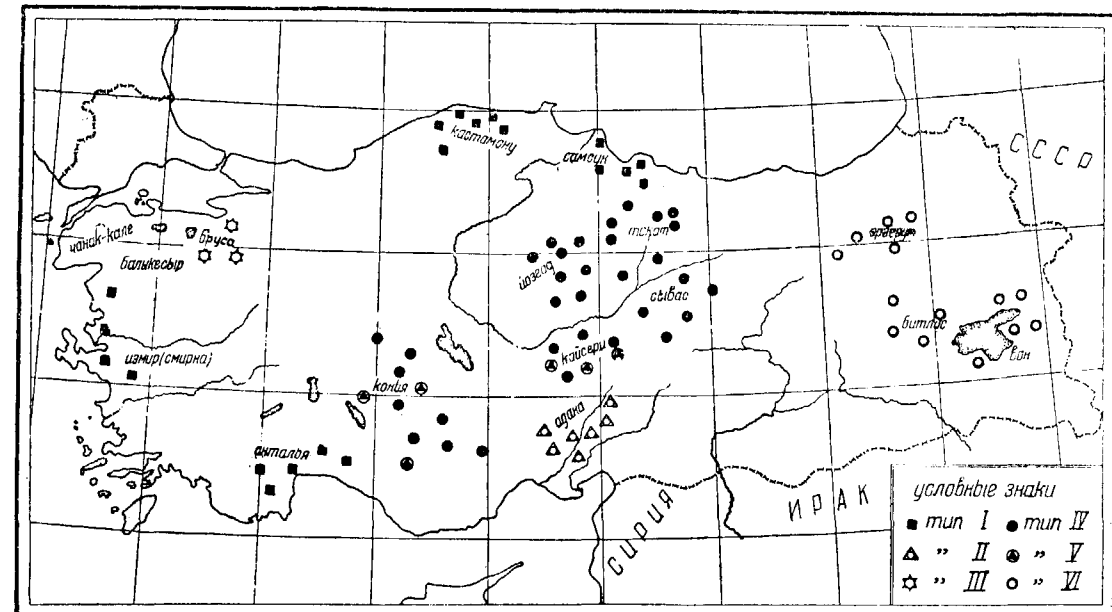 кастамону
самсун
СССР
чанак-кале
бруса
балыкесыр
токат
эрзерум
йозгад
сывас
битлис
Ван
кайсери
измир(смирна)
конья
адана
анталья
СИРИЯ
ИРАК
условные знаки
тип I тип IV
" II " V
" III " VI